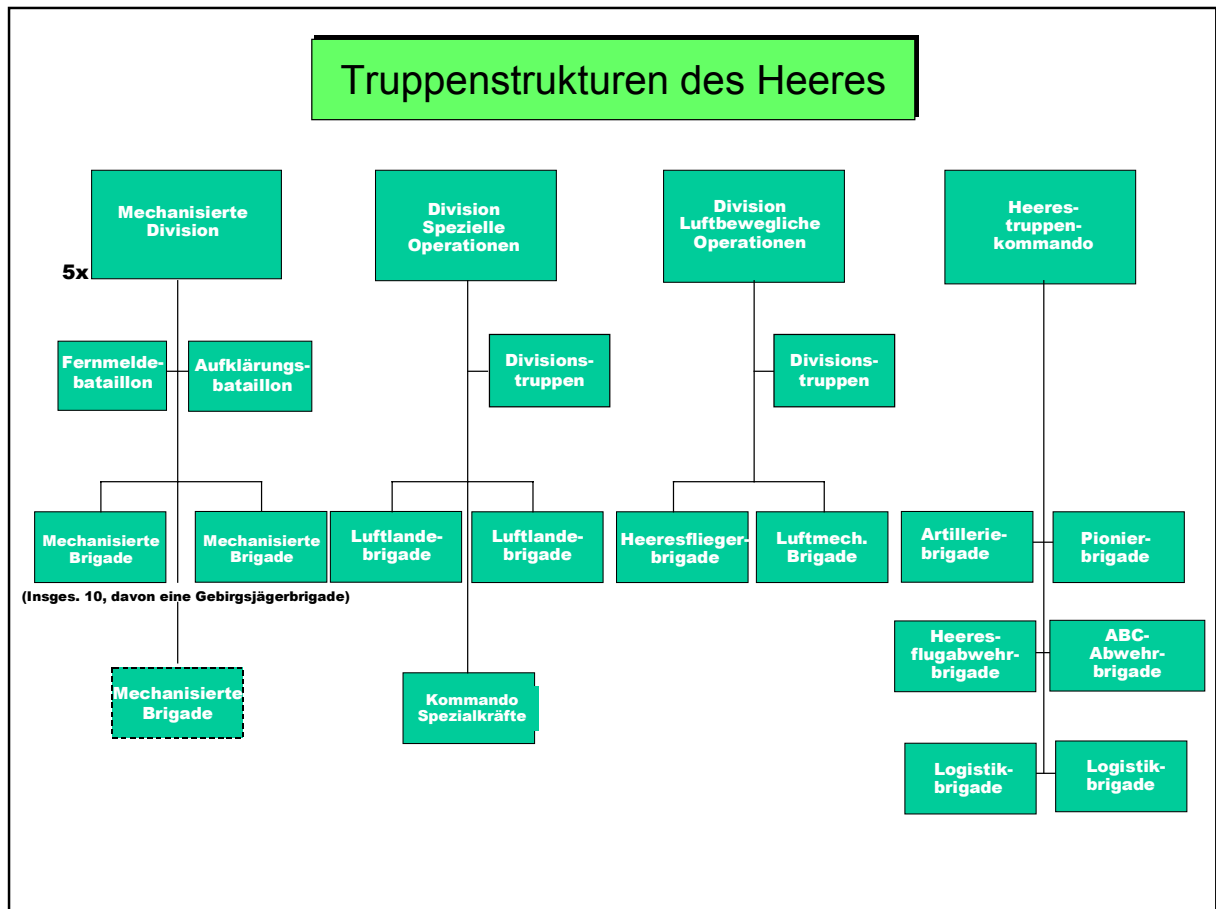 Truppenstrukturen des Heeres
Mechanisierte
Division
5x
Division
Spezielle
Operationen
Division
Luftbewegliche
Operationen
Heeres-
truppen-
kommando
Fernmelde-
bataillon
Aufklärungs-
bataillon
Divisions-
truppen
Divisions-
truppen
Mechanisierte
Brigade
Mechanisierte
Brigade
Luftlande-
brigade
Luftlande-
brigade
Heeresflieger-
brigade
Luftmech.
Brigade
Artillerie-
brigade
Pionier-
brigade
(Insges. 10, davon eine Gebirgsjägerbrigade)
Heeres-
flugabwehr-
brigade
ABC-
Abwehr-
brigade
Mechanisierte
Brigade
Kommando
Spezialkräfte
Logistik-
brigade
Logistik-
brigade